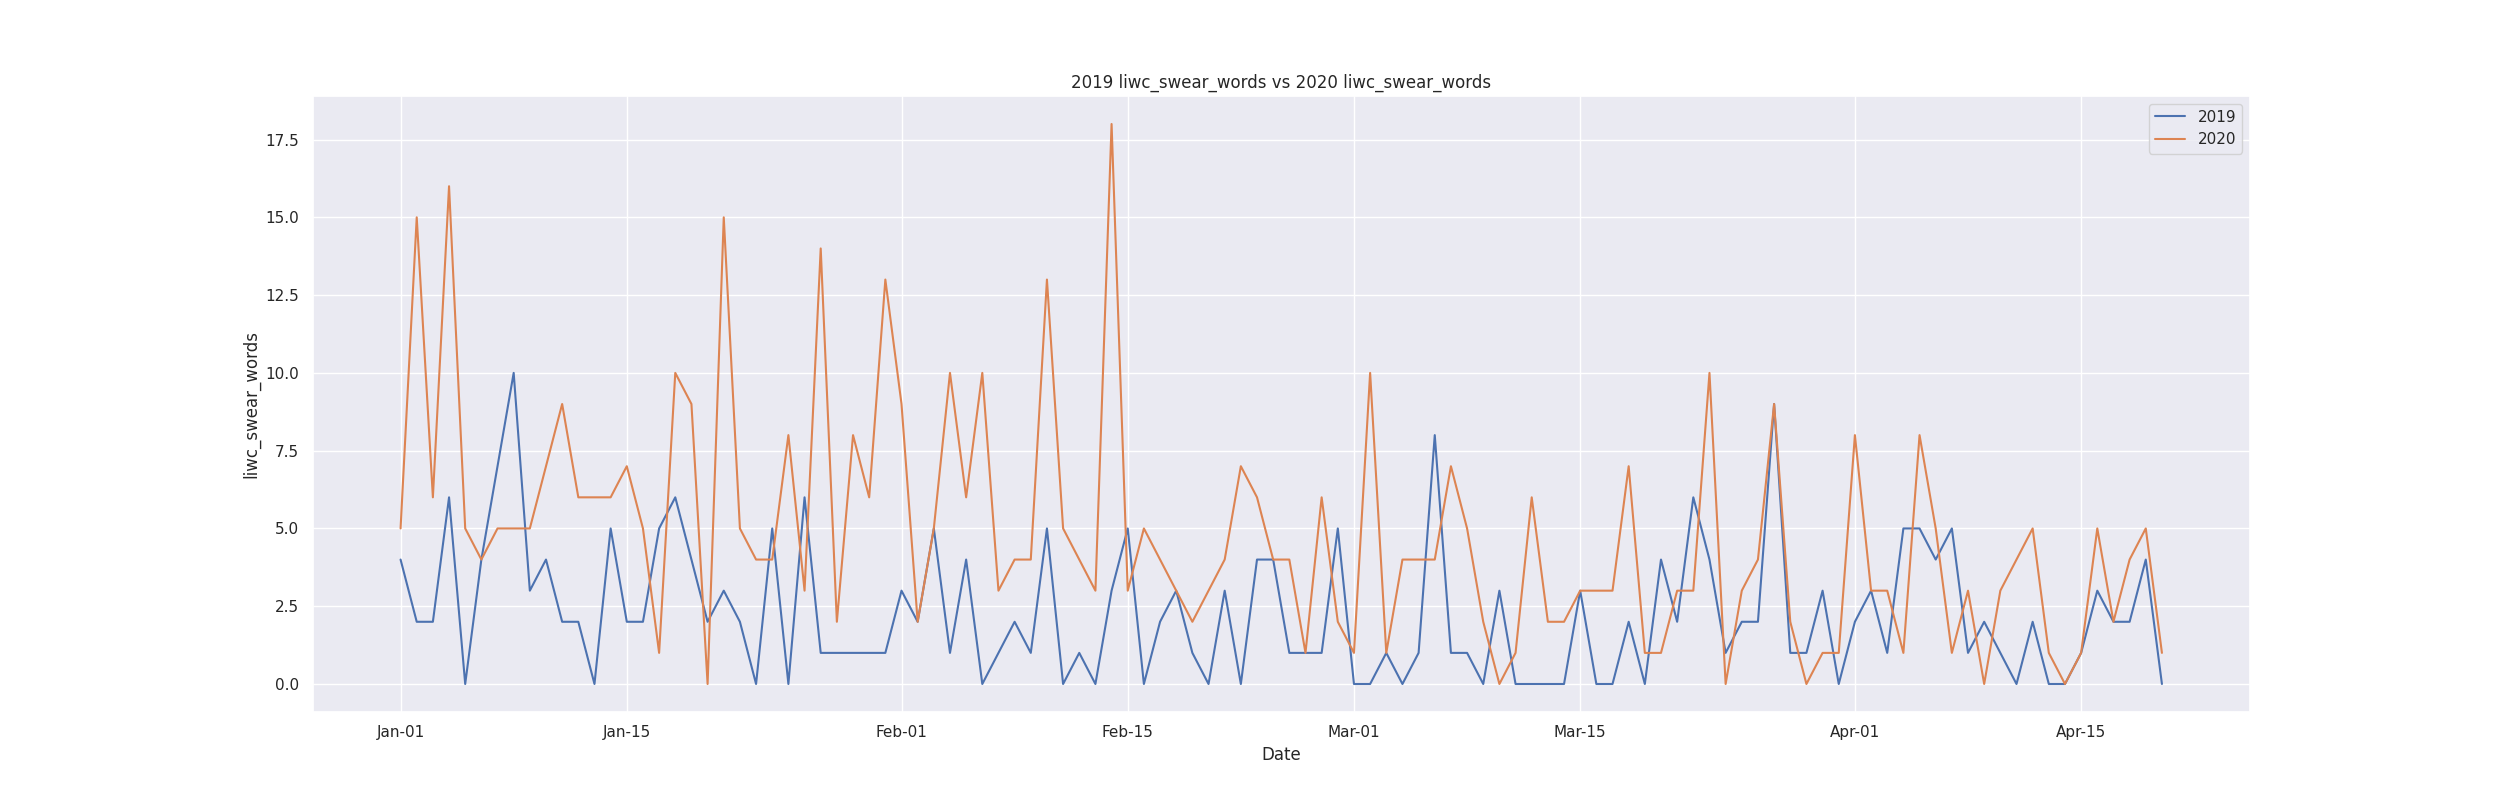 2019 liwc_swear_words vs 2020 liwc_swear_words
2019
2020
liwc_swear_words
17.5
15.0
12.5
10.0
7.5
5.0
2.5
0.0
Jan-01 Jan-15 Feb-01 Feb-15 Mar-01 Mar-15 Apr-01 Apr-15
Date